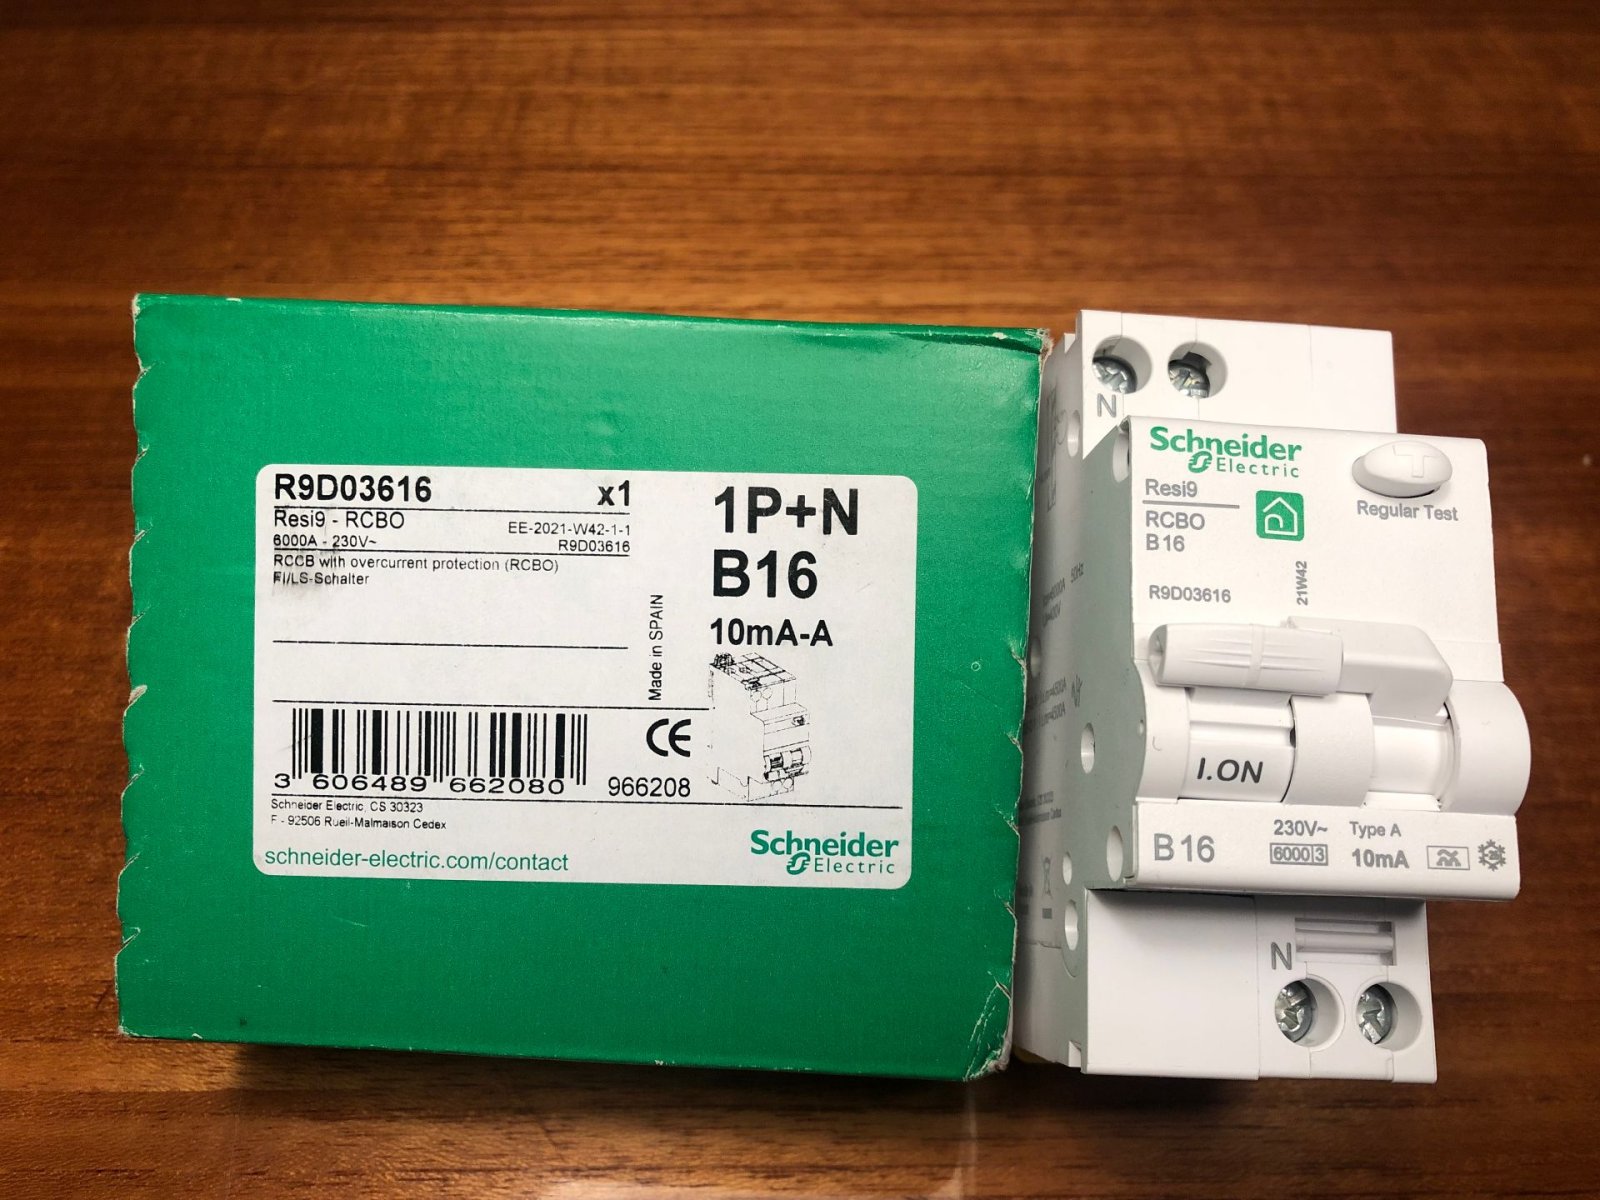 R9D03616 x1
Resi9 - RCBO
EE-2021-W42-1-1
6000A - 230V~
R9D03616
RCCB with overcurrent protection (RCBO)
FI/LS-Schalter
1P+N
B16
10mA-A
Made in SPAIN
CE
3 606489 662080
966208
Schneider Electric, CS 30323
F - 92506 Rueil-Malmaison Cedex
schneider-electric.com/contact
Schneider
Electric
N
Schneider
Electric
Resi9
RCBO
B16
T
Regular Test
R9D03616
21W42
I.ON
B16
230V~
6000 3
Type A
10mA
N